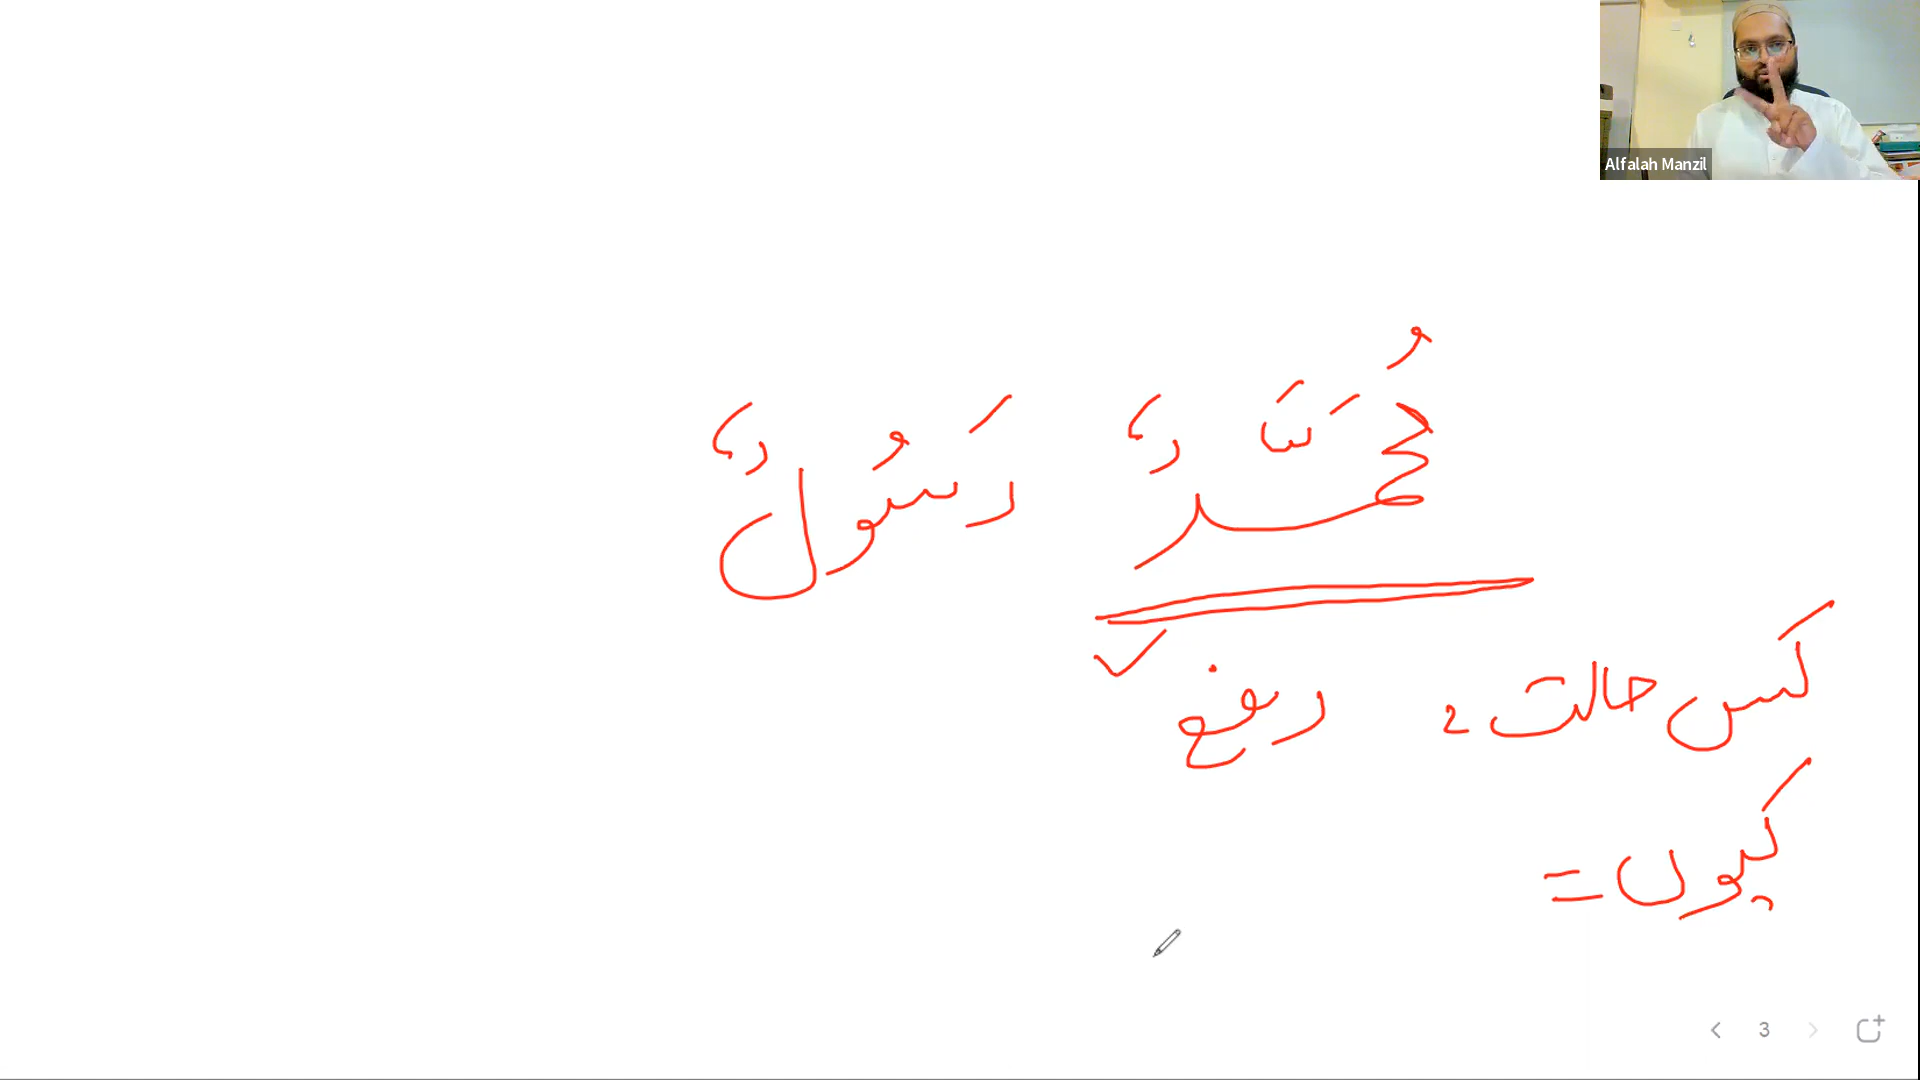 Alfalah Manzil
مُحَمَّدٌ رَسُولٌ
کس حالت ؟ رفع
کیوں =
3